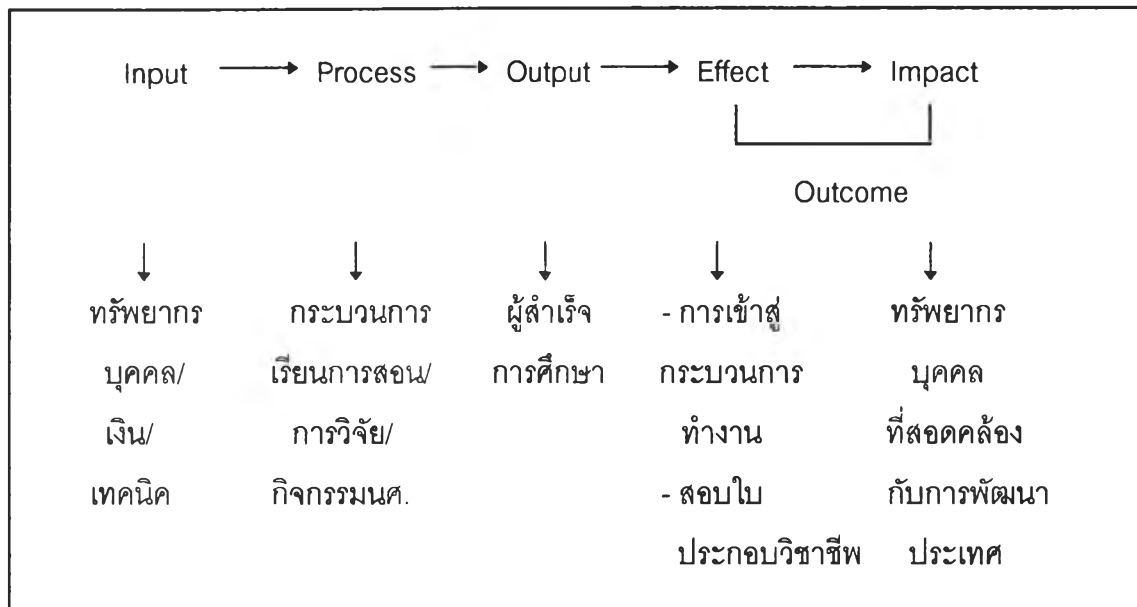 Input Process Output Effect Impact
Outcome
ทรัพยากร กระบวนการ ผู้สำเร็จ - การเข้าสู่ ทรัพยากร
บุคคล/ เรียนการสอน/ การศึกษา กระบวนการ บุคคล
เงิน/ การวิจัย/ ทำงาน ที่สอดคล้อง
เทคนิค กิจกรรมนศ. - สอบใบ กับการพัฒนา
ประกอบวิชาชีพ ประเทศ